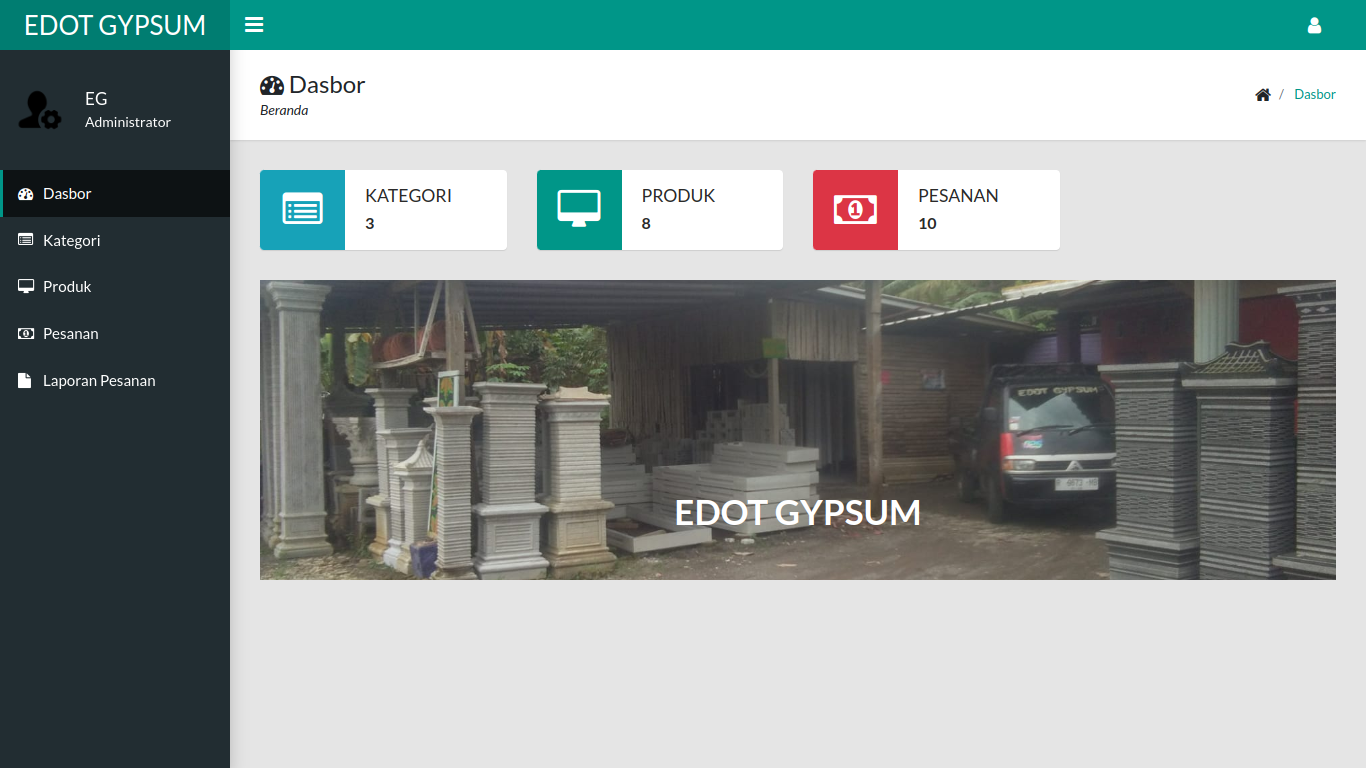 EDOT GYPSUM
EG
Administrator
Dasbor
Kategori
Produk
Pesanan
Laporan Pesanan
Dasbor
Beranda
/ Dasbor
KATEGORI
3
PRODUK
8
PESANAN
10
EDOT GYPSUM
EDOT GYPSUM